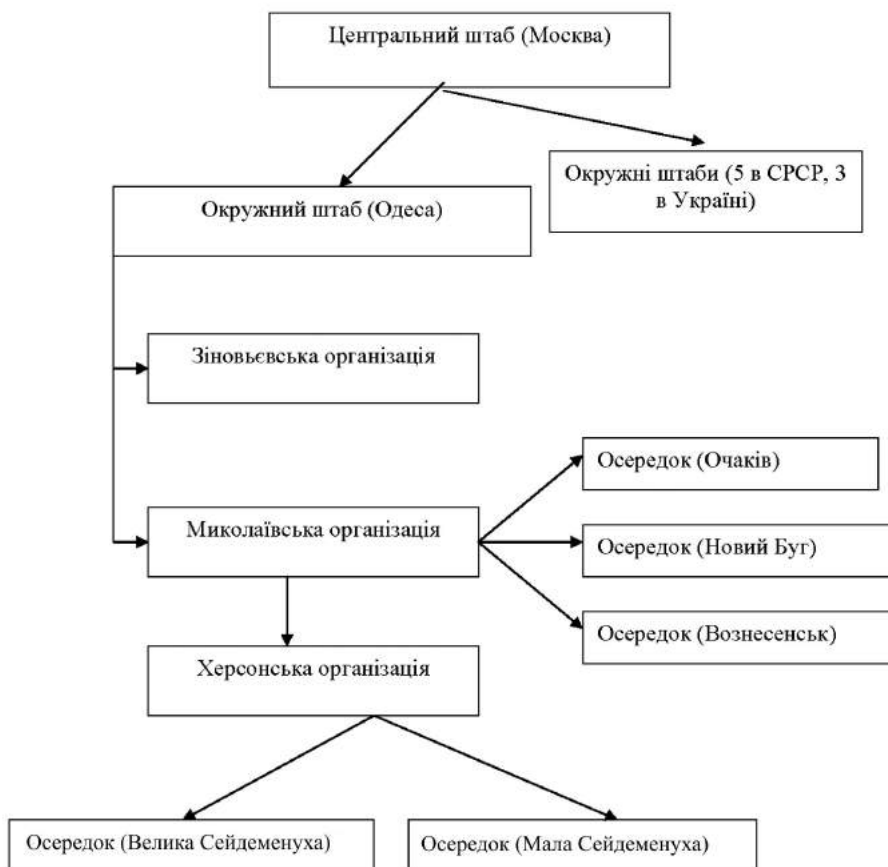 Центральний штаб (Москва)
Окружні штаби (5 в СРСР, 3
в Україні)
Окружний штаб (Одеса)
Зіновьєвська організація
Осередок (Очаків)
Миколаївська організація
Осередок (Новий Буг)
Осередок (Вознесенськ)
Херсонська організація
Осередок (Велика Сейдеменуха)
Осередок (Мала Сейдеменуха)